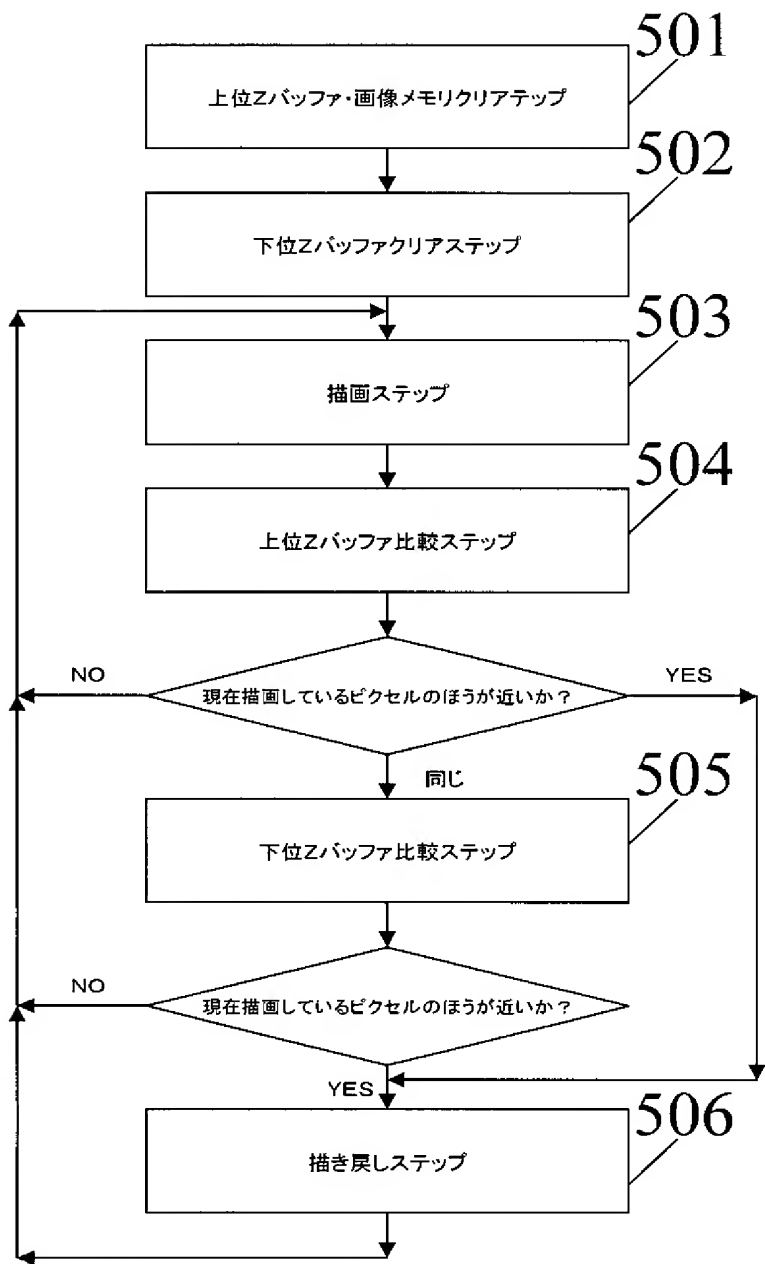 501
上位Zバッファ・画像メモリクリアテップ
502
下位Zバッファクリアステップ
503
描画ステップ
504
上位Zバッファ比較ステップ
NO
現在描画しているピクセルのほうが近いか?
YES
同じ
505
下位Zバッファ比較ステップ
NO
現在描画しているピクセルのほうが近いか?
YES
506
描き戻しステップ